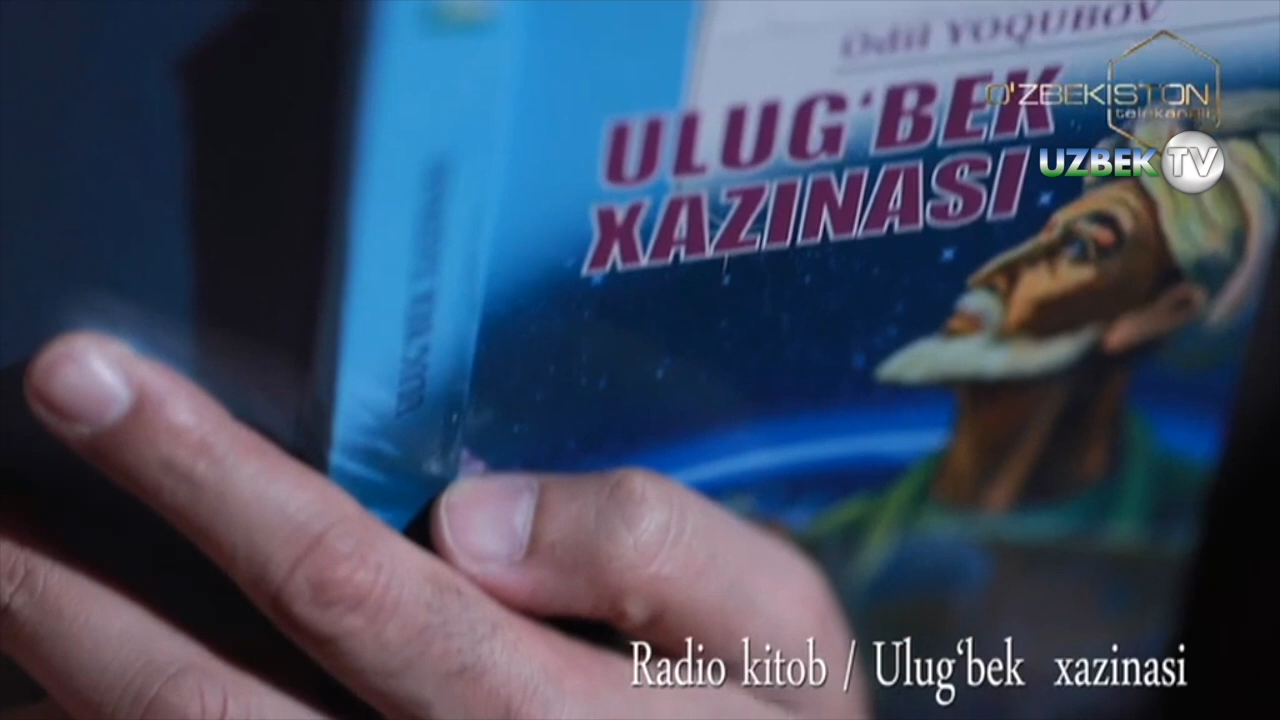 Odil YOQUBOV
ULUG‘BEK
XAZINASI
O'ZBEKISTON
telekanali
UZBEK TV
Radio kitob / Ulug‘bek xazinasi